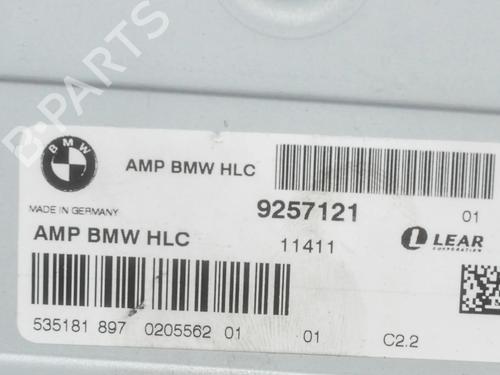 B-PARTS
BMW
AMP BMW HLC
MADE IN GERMANY
9257121 01
AMP BMW HLC 11411 LEAR
CORPORATION
535181 897 0205562 01 01 C2.2